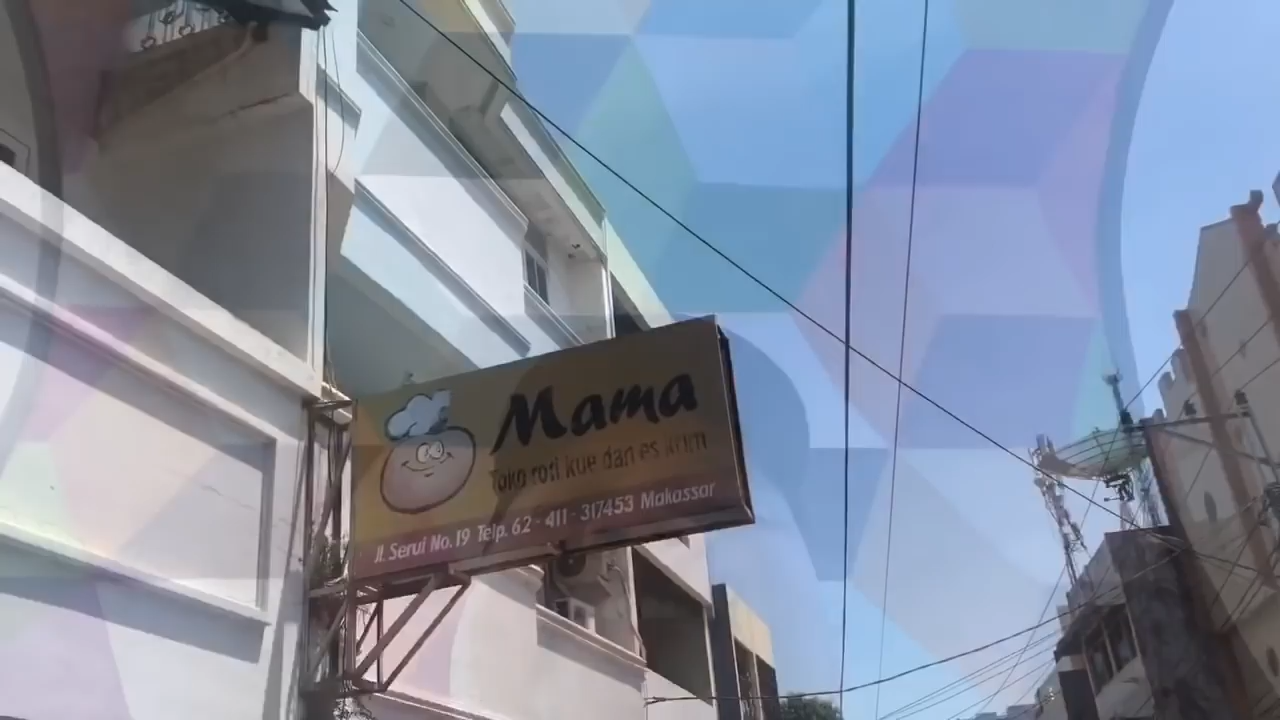 Mama
Toko roti kue dan es krim
Jl. Serui No.19 Telp. 62 - 411 - 317453 Makassar